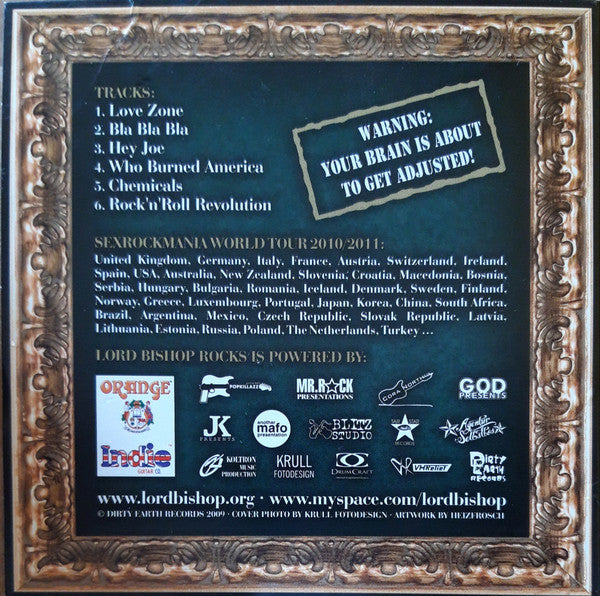 TRACKS:
1. Love Zone
2. Bla Bla Bla
3. Hey Joe
4. Who Burned America
5. Chemicals
6. Rock'n'Roll Revolution
WARNING:
YOUR BRAIN IS ABOUT
TO GET ADJUSTED!
SEXROCKMANIA WORLD TOUR 2010/2011:
United Kingdom, Germany, Italy, France, Austria, Switzerland, Ireland,
Spain, USA, Australia, New Zealand, Slovenia, Croatia, Macedonia, Bosnia,
Serbia, Hungary, Bulgaria, Romania, Iceland, Denmark, Sweden, Finland,
Norway, Greece, Luxembourg, Portugal, Japan, Korea, China, South Africa,
Brazil, Argentina, Mexico, Czech Republic, Slovak Republic, Latvia,
Lithuania, Estonia, Russia, Poland, The Netherlands, Turkey ...
LORD BISHOP ROCKS IS POWERED BY:
ORANGE
Indie
GUITAR CO.
POPKILLAZZ
MR.ROCK
PRESENTATIONS
GOD
PRESENTS
JK
PRESENTS
another
mafo
presentation
BLITZ
STUDIO
STAR
RECORDS
Agentur
KOLTRON
MUSIC
PRODUCTION
KRULL
FOTODESIGN
DRUMCRAFT
VMKeller
Dirty
Earth
Records
www.lordbishop.org · www.myspace.com/lordbishop
© DIRTY EARTH RECORDS 2009 · COVER PHOTO BY KRULL FOTODESIGN · ARTWORK BY HEIZFROSCH